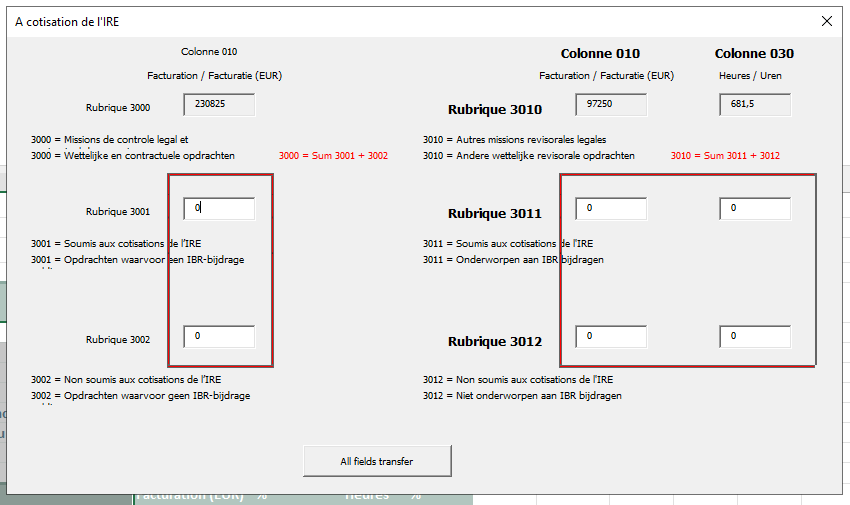 A cotisation de l'IRE
Colonne 010
Colonne 010 Colonne 030
Facturation / Facturatie (EUR)
Facturation / Facturatie (EUR) Heures / Uren
Rubrique 3000 230825
Rubrique 3010 97250 681,5
3000 = Missions de controle legal et
3010 = Autres missions revisorales legales
3000 = Wettelijke en contractuele opdrachten 3000 = Sum 3001 + 3002
3010 = Andere wettelijke revisorale opdrachten 3010 = Sum 3011 + 3012
Rubrique 3001 0
Rubrique 3011 0 0
3001 = Soumis aux cotisations de l'IRE
3011 = Soumis aux cotisations de l'IRE
3001 = Opdrachten waarvoor een IBR-bijdrage
3011 = Onderworpen aan IBR bijdragen
Rubrique 3002 0
Rubrique 3012 0 0
3002 = Non soumis aux cotisations de l'IRE
3012 = Non soumis aux cotisations de l'IRE
3002 = Opdrachten waarvoor geen IBR-bijdrage
3012 = Niet onderworpen aan IBR bijdragen
All fields transfer
Facturation (EUR) % Heures %